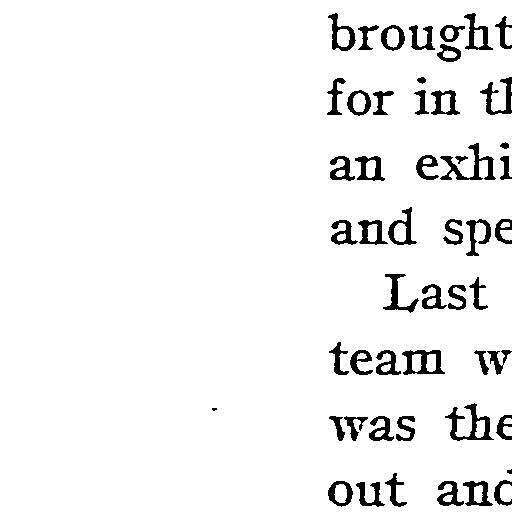 brought
for in th
an exhi
and spe
Last
team w
was the
out and